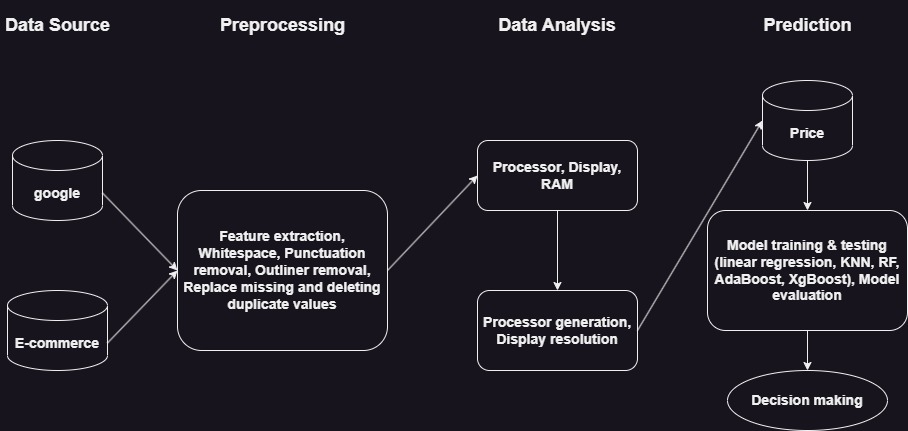 Data Source
Preprocessing
Data Analysis
Prediction
google
E-commerce
Feature extraction,
Whitespace, Punctuation
removal, Outliner removal,
Replace missing and deleting
duplicate values
Processor, Display,
RAM
Processor generation,
Display resolution
Price
Model training & testing
(linear regression, KNN, RF,
AdaBoost, XgBoost), Model
evaluation
Decision making